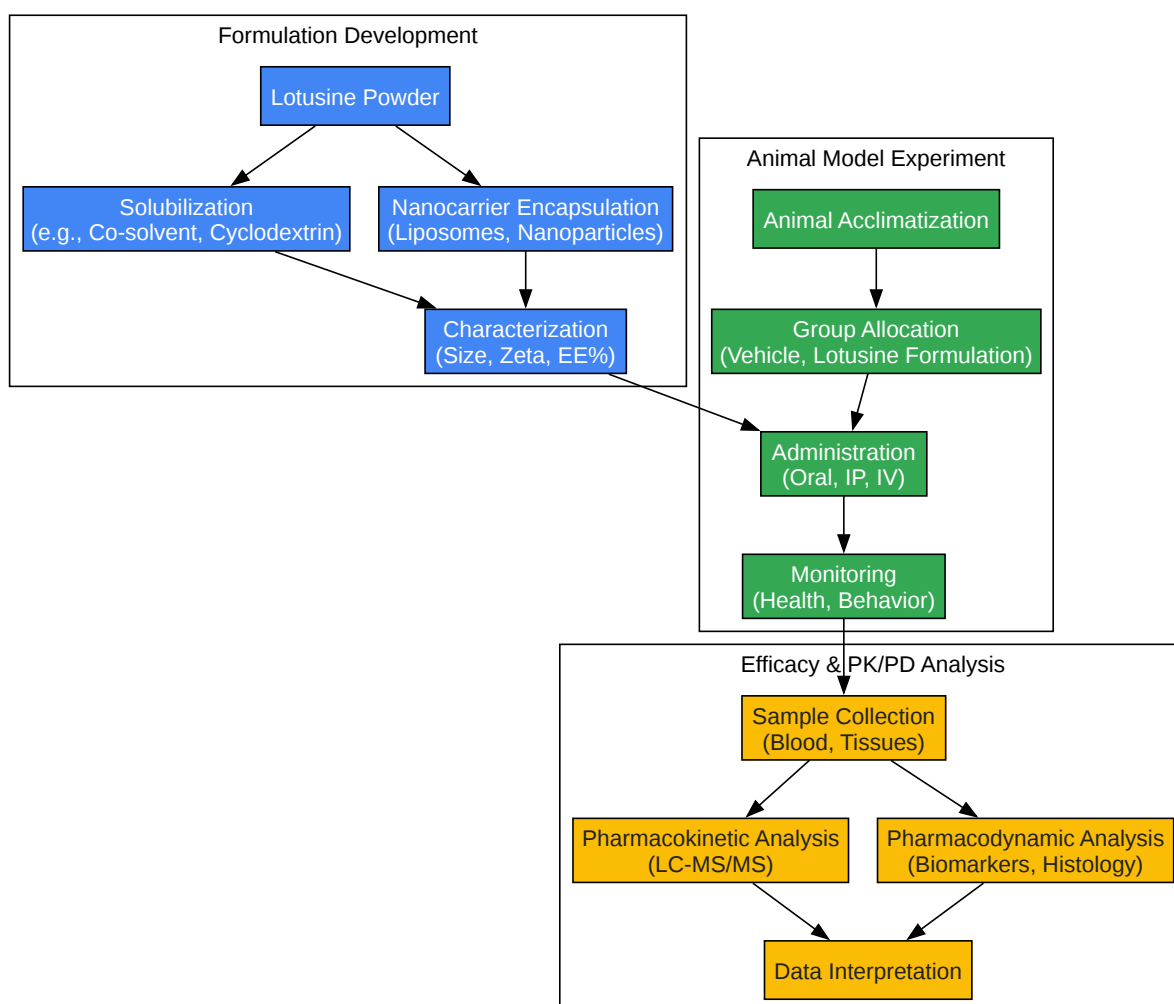 Formulation Development
Lotusine Powder
Solubilization
(e.g., Co-solvent, Cyclodextrin)
Nanocarrier Encapsulation
(Liposomes, Nanoparticles)
Characterization
(Size, Zeta, EE%)
Animal Model Experiment
Animal Acclimatization
Group Allocation
(Vehicle, Lotusine Formulation)
Administration
(Oral, IP, IV)
Monitoring
(Health, Behavior)
Efficacy & PK/PD Analysis
Sample Collection
(Blood, Tissues)
Pharmacokinetic Analysis
(LC-MS/MS)
Pharmacodynamic Analysis
(Biomarkers, Histology)
Data Interpretation